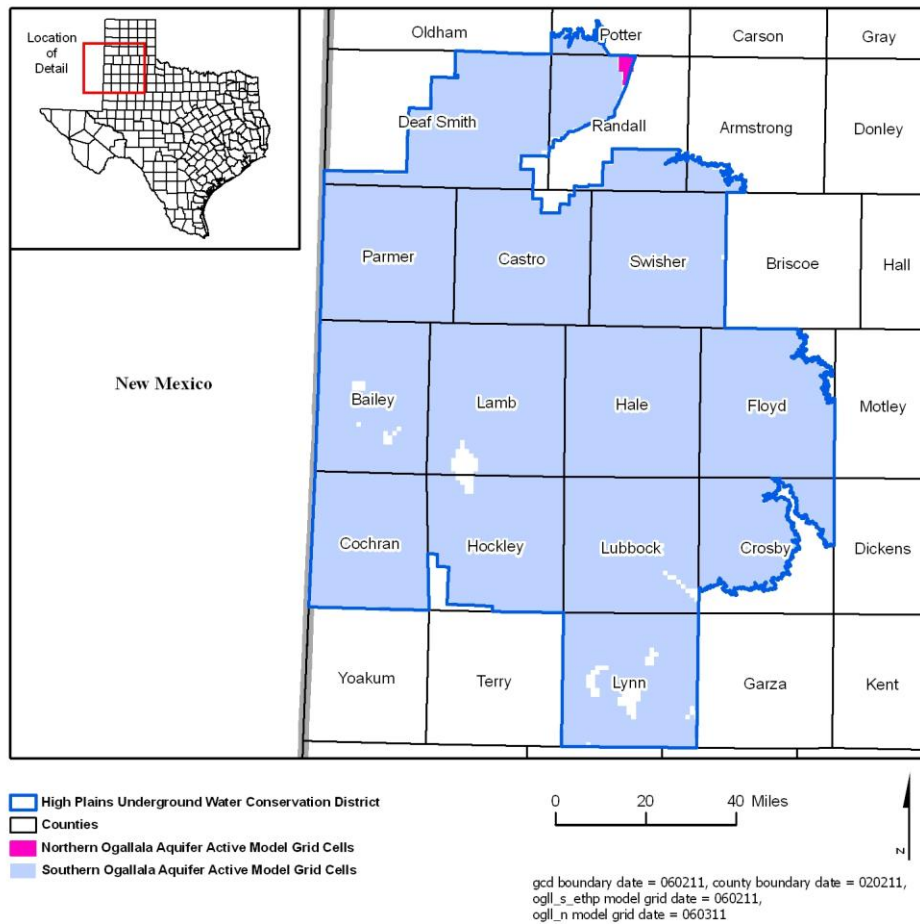 Location
of
Detail
Oldham
Potter
Carson
Gray
Deaf Smith
Randall
Armstrong
Donley
Parmer
Castro
Swisher
Briscoe
Hall
New Mexico
Bailey
Lamb
Hale
Floyd
Motley
Cochran
Hockley
Lubbock
Crosby
Dickens
Yoakum
Terry
Lynn
Garza
Kent
High Plains Underground Water Conservation District
Counties
Northern Ogallala Aquifer Active Model Grid Cells
Southern Ogallala Aquifer Active Model Grid Cells
0 20 40 Miles
N
gcd boundary date = 060211, county boundary date = 020211,
ogll_s_ethp model grid date = 060211,
ogll_n model grid date = 060311